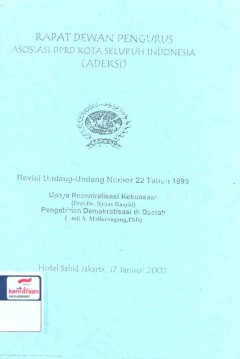 RAPAT DEWAN PENGURUS
ASOSIASI DPRD KOTA SELURUH INDONESIA
(ADEKSI)
Revisi Undang-Undang Nomor 22 Tahun 1999
Upaya Resentralisasi Kekuasaan
(Prof. Dr. Ryaas Rasyid)
Pengebirian Demokratisasi di Daerah
A. Mallarangeng, PhD)
Hotel Sahid Jakarta, 17 Januari 2002
kemitraan